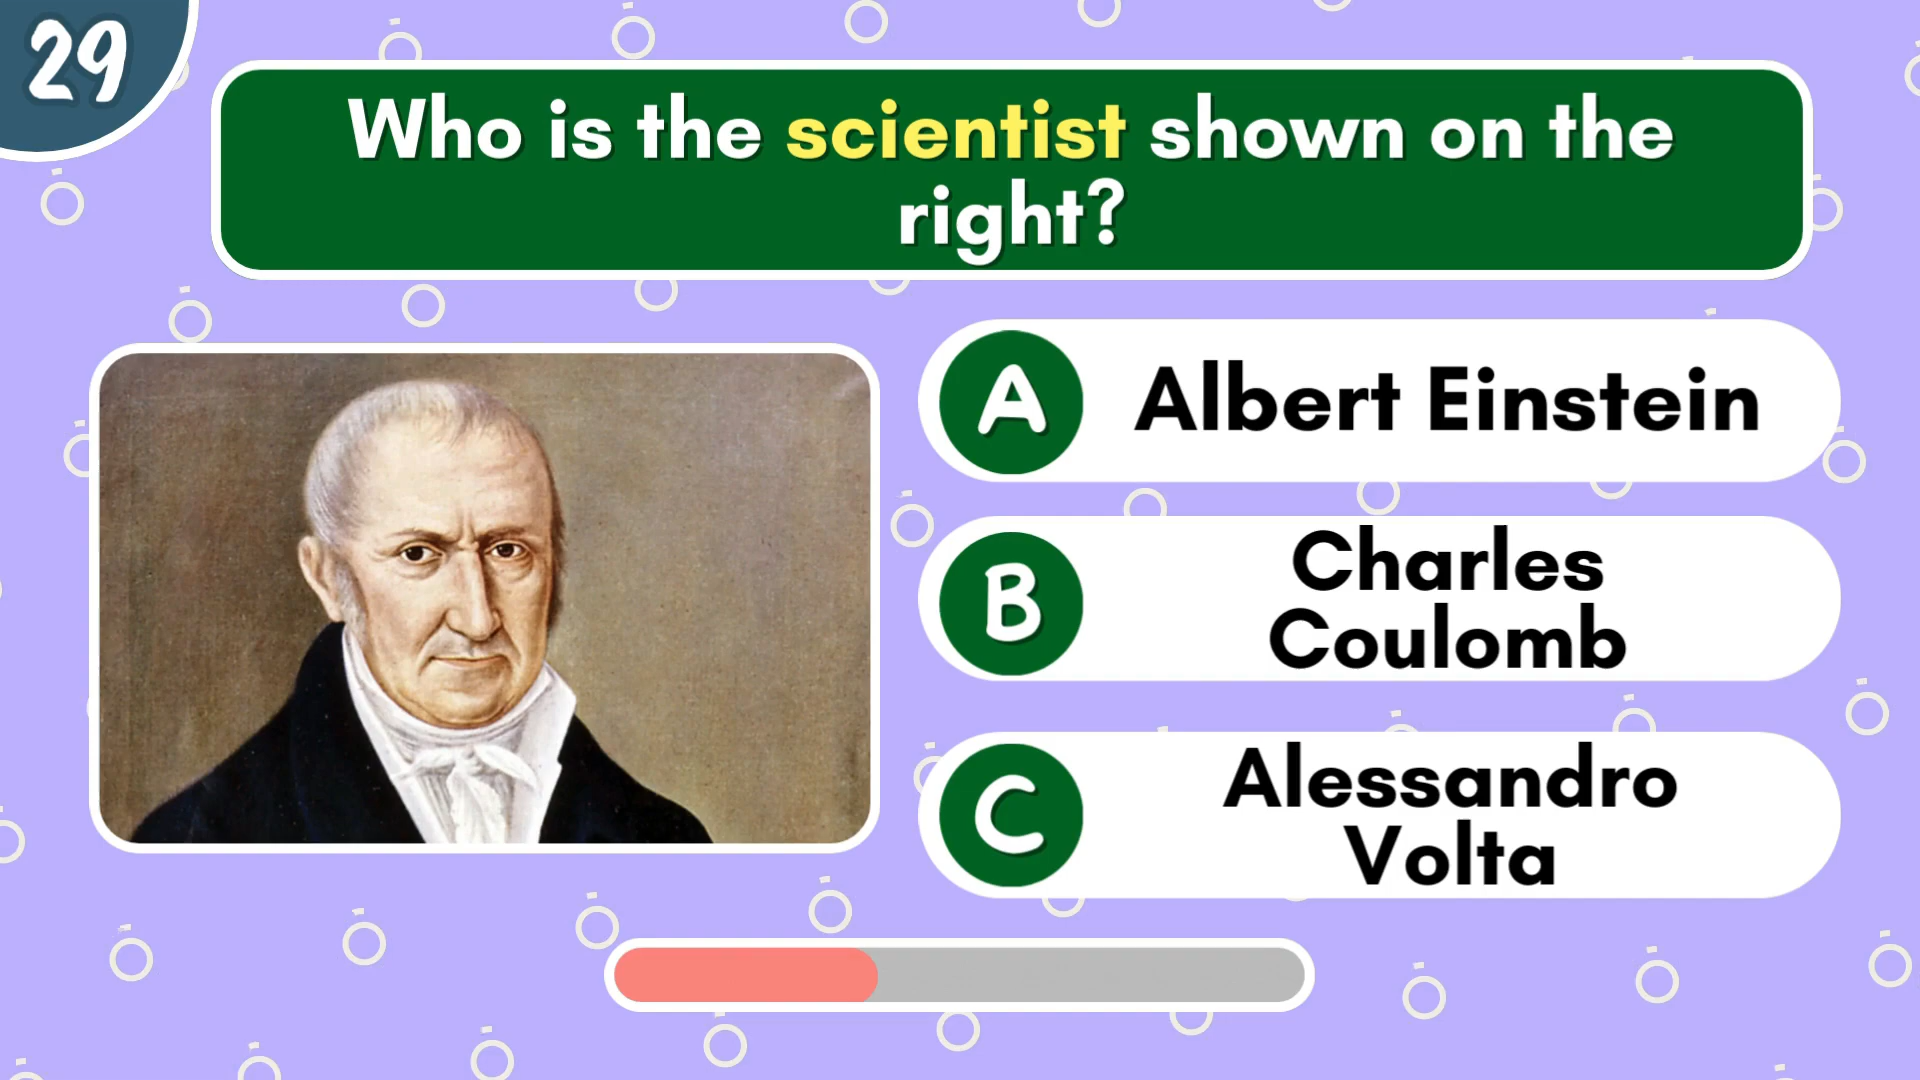 29
Who is the scientist shown on the
right?
A Albert Einstein
B Charles
Coulomb
C Alessandro
Volta